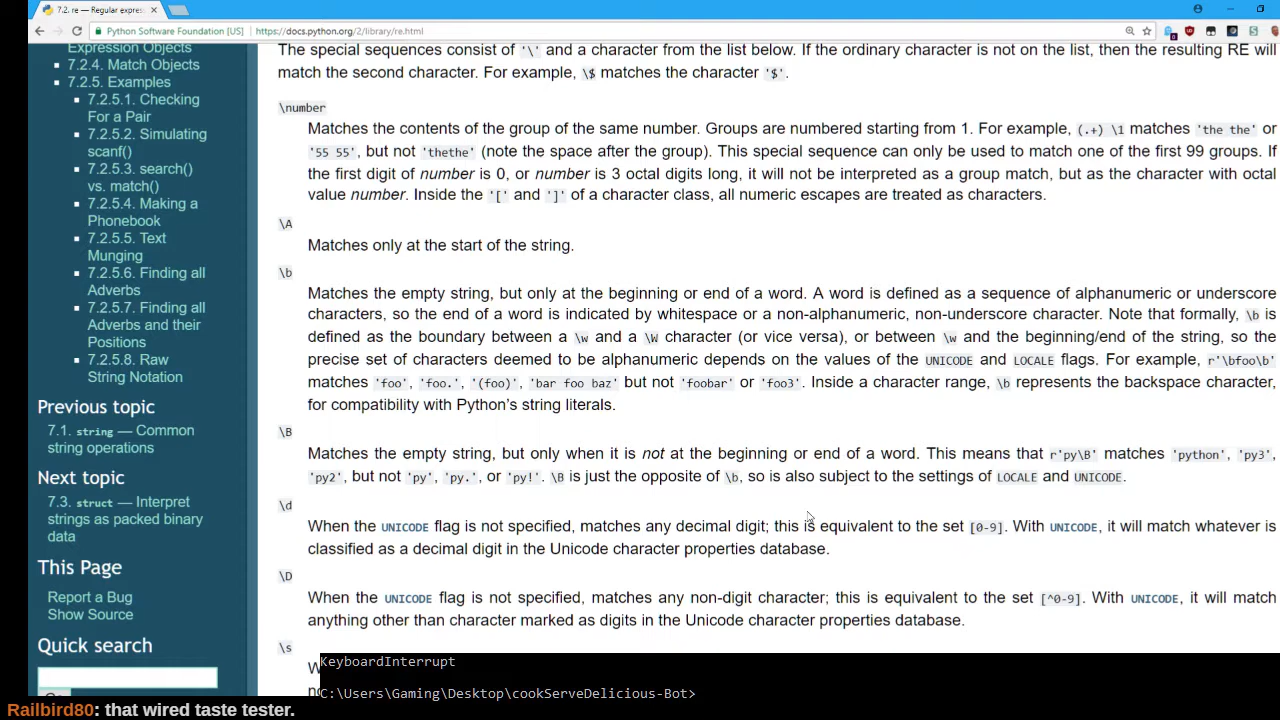 7.2. re — Regular expres
Python Software Foundation [US]
https://docs.python.org/2/library/re.html
Expression Objects
7.2.4. Match Objects
7.2.5. Examples
7.2.5.1. Checking
For a Pair
7.2.5.2. Simulating
scanf()
7.2.5.3. search()
vs. match()
7.2.5.4. Making a
Phonebook
7.2.5.5. Text
Munging
7.2.5.6. Finding all
Adverbs
7.2.5.7. Finding all
Adverbs and their
Positions
7.2.5.8. Raw
String Notation
Previous topic
7.1. string — Common
string operations
Next topic
7.3. struct — Interpret
strings as packed binary
data
This Page
Report a Bug
Show Source
Quick search
The special sequences consist of '\' and a character from the list below. If the ordinary character is not on the list, then the resulting RE will
match the second character. For example, \$ matches the character '$'.
\number
Matches the contents of the group of the same number. Groups are numbered starting from 1. For example, (.+) \1 matches 'the the' or
'55 55', but not 'thethe' (note the space after the group). This special sequence can only be used to match one of the first 99 groups. If
the first digit of number is 0, or number is 3 octal digits long, it will not be interpreted as a group match, but as the character with octal
value number. Inside the '[' and ']' of a character class, all numeric escapes are treated as characters.
\A
Matches only at the start of the string.
\b
Matches the empty string, but only at the beginning or end of a word. A word is defined as a sequence of alphanumeric or underscore
characters, so the end of a word is indicated by whitespace or a non-alphanumeric, non-underscore character. Note that formally, \b is
defined as the boundary between a \w and a \W character (or vice versa), or between \w and the beginning/end of the string, so the
precise set of characters deemed to be alphanumeric depends on the values of the UNICODE and LOCALE flags. For example, r'\bfoo\b'
matches 'foo', 'foo.', '(foo)', 'bar foo baz' but not 'foobar' or 'foo3'. Inside a character range, \b represents the backspace character,
for compatibility with Python’s string literals.
\B
Matches the empty string, but only when it is not at the beginning or end of a word. This means that r'py\B' matches 'python', 'py3',
'py2', but not 'py', 'py.', or 'py!'. \B is just the opposite of \b, so is also subject to the settings of LOCALE and UNICODE.
\d
When the UNICODE flag is not specified, matches any decimal digit; this is equivalent to the set [0-9]. With UNICODE, it will match whatever is
classified as a decimal digit in the Unicode character properties database.
\D
When the UNICODE flag is not specified, matches any non-digit character; this is equivalent to the set [^0-9]. With UNICODE, it will match
anything other than character marked as digits in the Unicode character properties database.
\s
KeyboardInterrupt
C:\Users\Gaming\Desktop\cookServeDelicious-Bot>
Railbird80: that wired taste tester.